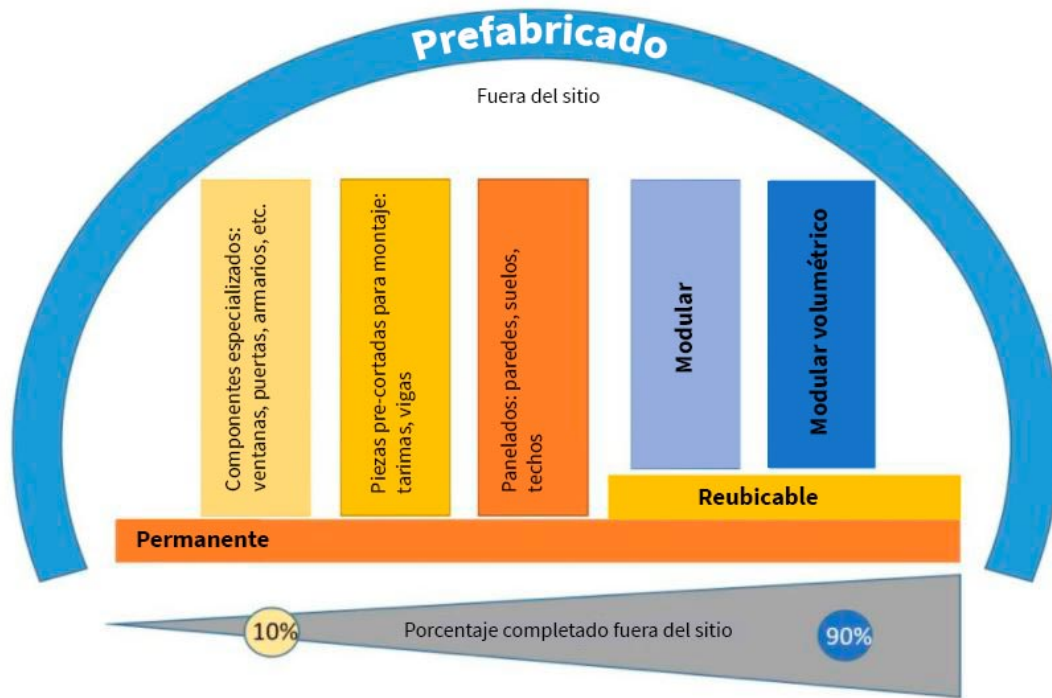 Prefabricado
Fuera del sitio
Componentes especializados:
ventanas, puertas, armarios, etc.
Piezas pre-cortadas para montaje:
tarimas, vigas
Panelados: paredes, suelos,
techos
Modular
Modular volumétrico
Reubicable
Permanente
10%
Porcentaje completado fuera del sitio
90%